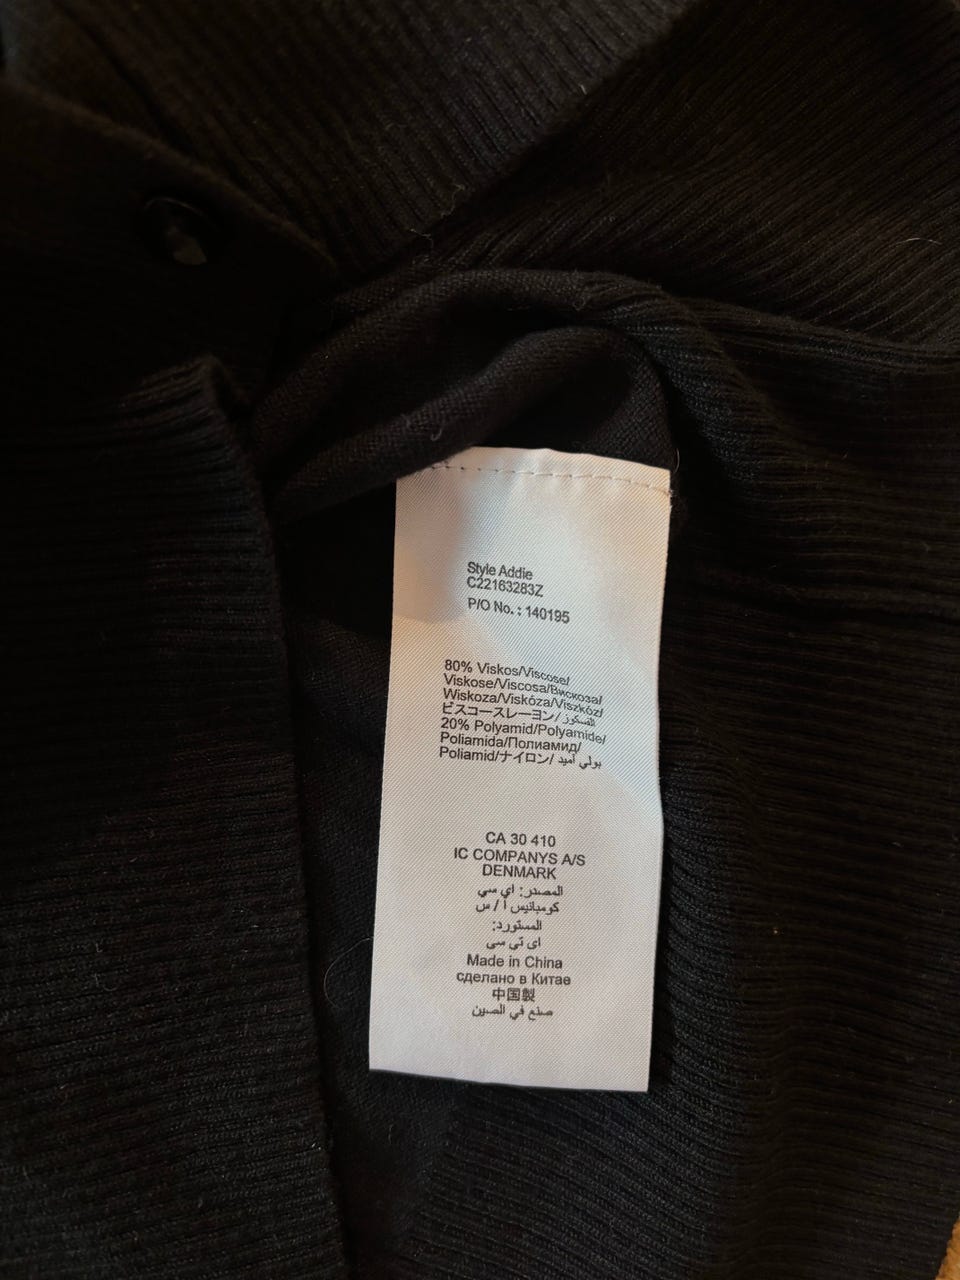 Style Addie
C22163283Z
P/O No. : 140195
80% Viskos/Viscose/
Viskose/Viscosa/Вискоза/
Wiskoza/Viskóza/Viszkóz/
ビスコースレーヨン/ الفسكوز
20% Polyamid/Polyamide/
Poliamida/Полиамид/
Poliamid/ナイロン/ بولي أميد
CA 30 410
IC COMPANYS A/S
DENMARK
المصدر: اي سي
كومبانيس أ / س
المستورد:
اي تي سي
Made in China
сделано в Китае
中国製
صنع في الصين